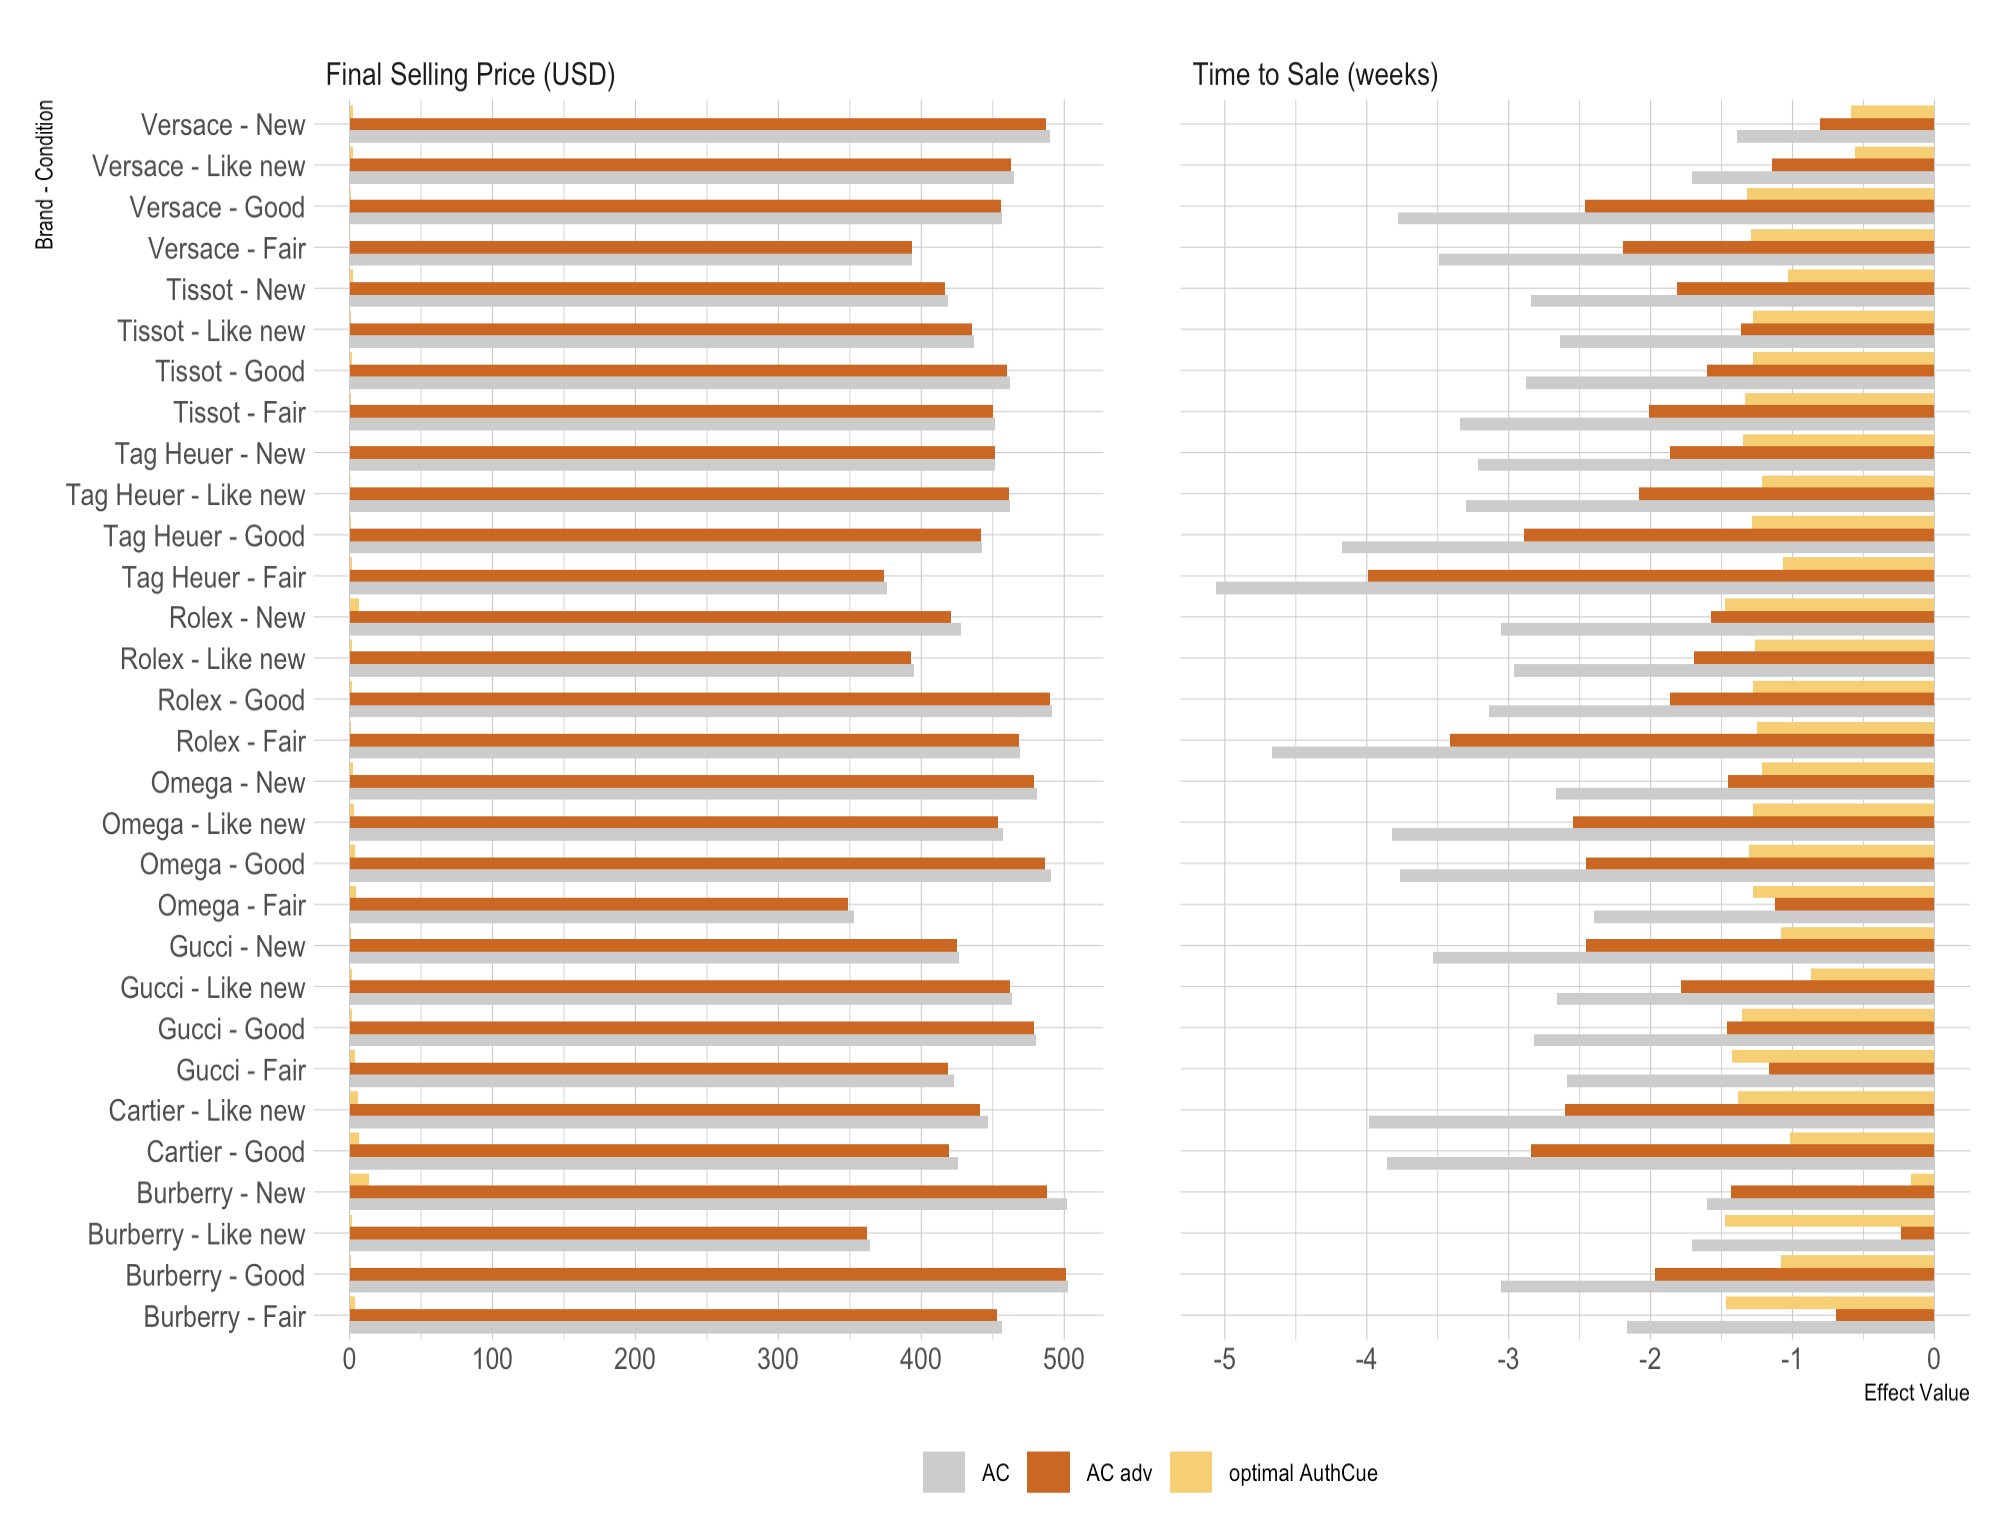 Final Selling Price (USD)
Time to Sale (weeks)
Brand - Condition
Versace - New
Versace - Like new
Versace - Good
Versace - Fair
Tissot - New
Tissot - Like new
Tissot - Good
Tissot - Fair
Tag Heuer - New
Tag Heuer - Like new
Tag Heuer - Good
Tag Heuer - Fair
Rolex - New
Rolex - Like new
Rolex - Good
Rolex - Fair
Omega - New
Omega - Like new
Omega - Good
Omega - Fair
Gucci - New
Gucci - Like new
Gucci - Good
Gucci - Fair
Cartier - Like new
Cartier - Good
Burberry - New
Burberry - Like new
Burberry - Good
Burberry - Fair
0 100 200 300 400 500
-5 -4 -3 -2 -1 0
Effect Value
AC AC adv optimal AuthCue